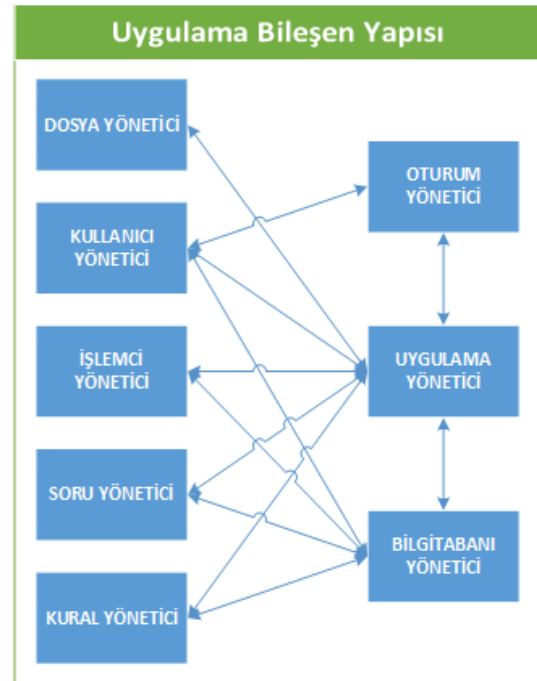 Uygulama Bileşen Yapısı
DOSYA YÖNETİCİ
KULLANICI
YÖNETİCİ
İŞLEMCİ
YÖNETİCİ
SORU YÖNETİCİ
KURAL YÖNETİCİ
OTURUM
YÖNETİCİ
UYGULAMA
YÖNETİCİ
BİLGİTABANI
YÖNETİCİ